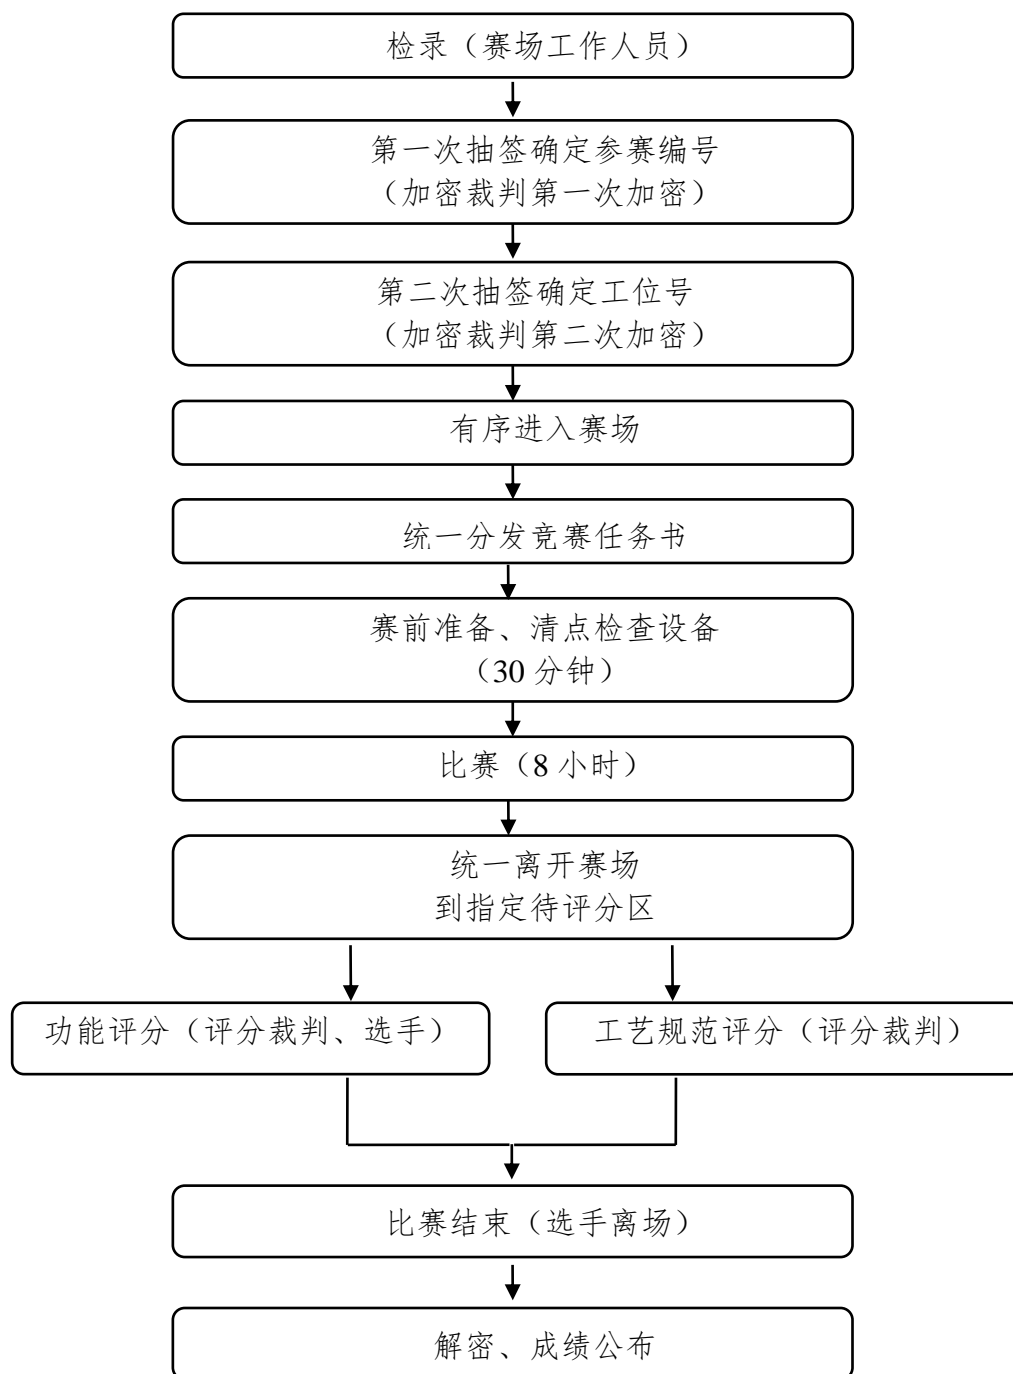 检录（赛场工作人员）
第一次抽签确定参赛编号
（加密裁判第一次加密）
第二次抽签确定工位号
（加密裁判第二次加密）
有序进入赛场
统一分发竞赛任务书
赛前准备、清点检查设备
（30 分钟）
比赛（8 小时）
统一离开赛场
到指定待评分区
功能评分（评分裁判、选手）
工艺规范评分（评分裁判）
比赛结束（选手离场）
解密、成绩公布